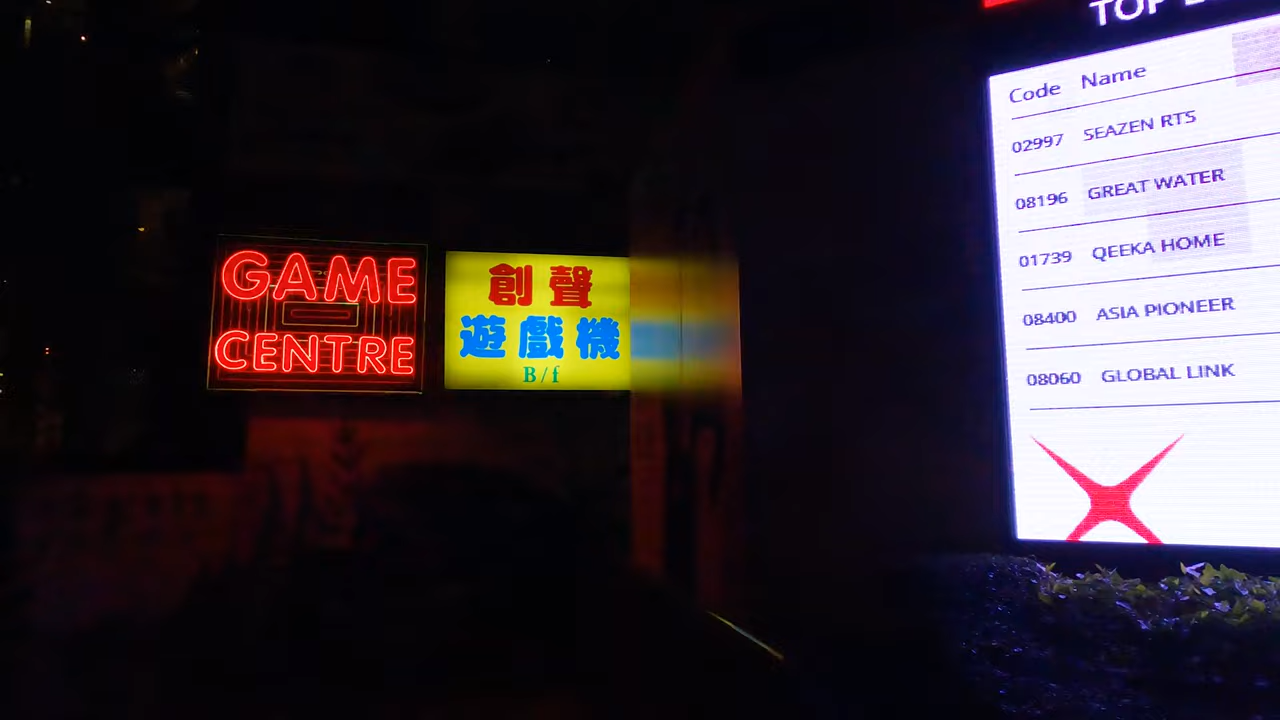 GAME
CENTRE
創聲
遊戲機
B/f
TOP
Code Name
02997 SEAZEN RTS
08196 GREAT WATER
01739 QEEKA HOME
08400 ASIA PIONEER
08060 GLOBAL LINK